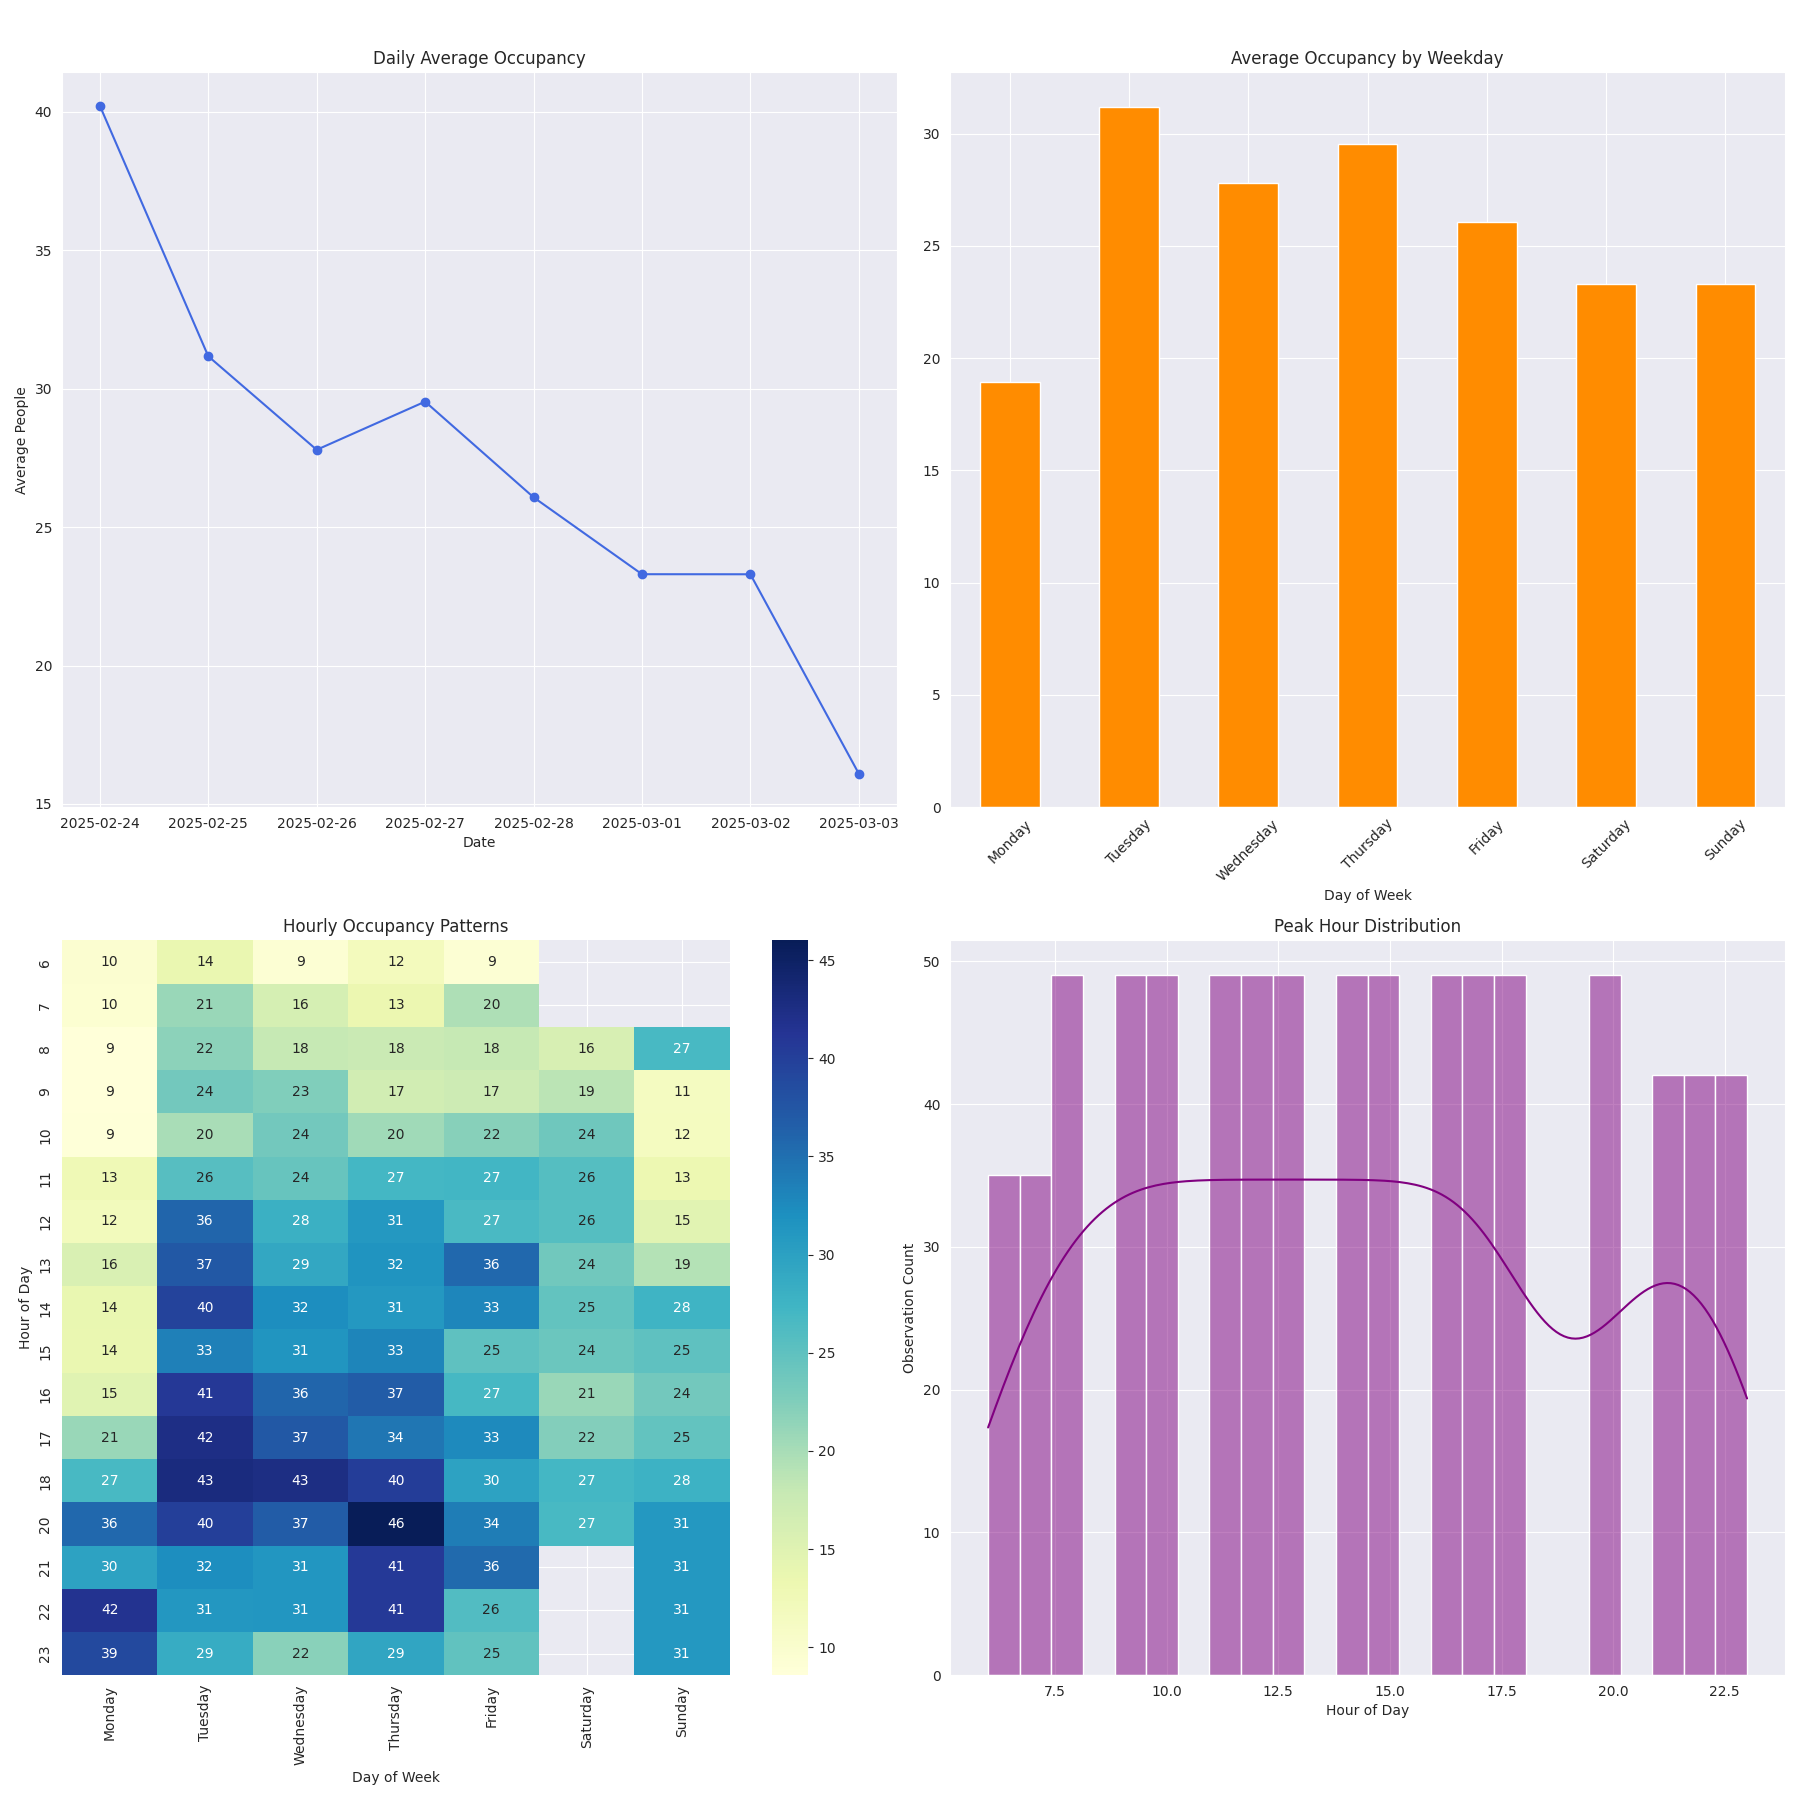 Daily Average Occupancy
40
35
30
25
20
15
Average People
2025-02-24 2025-02-25 2025-02-26 2025-02-27 2025-02-28 2025-03-01 2025-03-02 2025-03-03
Date
Average Occupancy by Weekday
30
25
20
15
10
5
0
Monday Tuesday Wednesday Thursday Friday Saturday Sunday
Day of Week
Hourly Occupancy Patterns
Hour of Day
6 10 14 9 12 9
7 10 21 16 13 20
8 9 22 18 18 18 16 27
9 9 24 23 17 17 19 11
10 9 20 24 20 22 24 12
11 13 26 24 27 27 26 13
12 12 36 28 31 27 26 15
13 16 37 29 32 36 24 19
14 14 40 32 31 33 25 28
15 14 33 31 33 25 24 25
16 15 41 36 37 27 21 24
17 21 42 37 34 33 22 25
18 27 43 43 40 30 27 28
20 36 40 37 46 34 27 31
21 30 32 31 41 36 31
22 42 31 31 41 26 31
23 39 29 22 29 25 31
Monday Tuesday Wednesday Thursday Friday Saturday Sunday
Day of Week
45
40
35
30
25
20
15
10
Peak Hour Distribution
50
40
30
20
10
0
Observation Count
7.5 10.0 12.5 15.0 17.5 20.0 22.5
Hour of Day